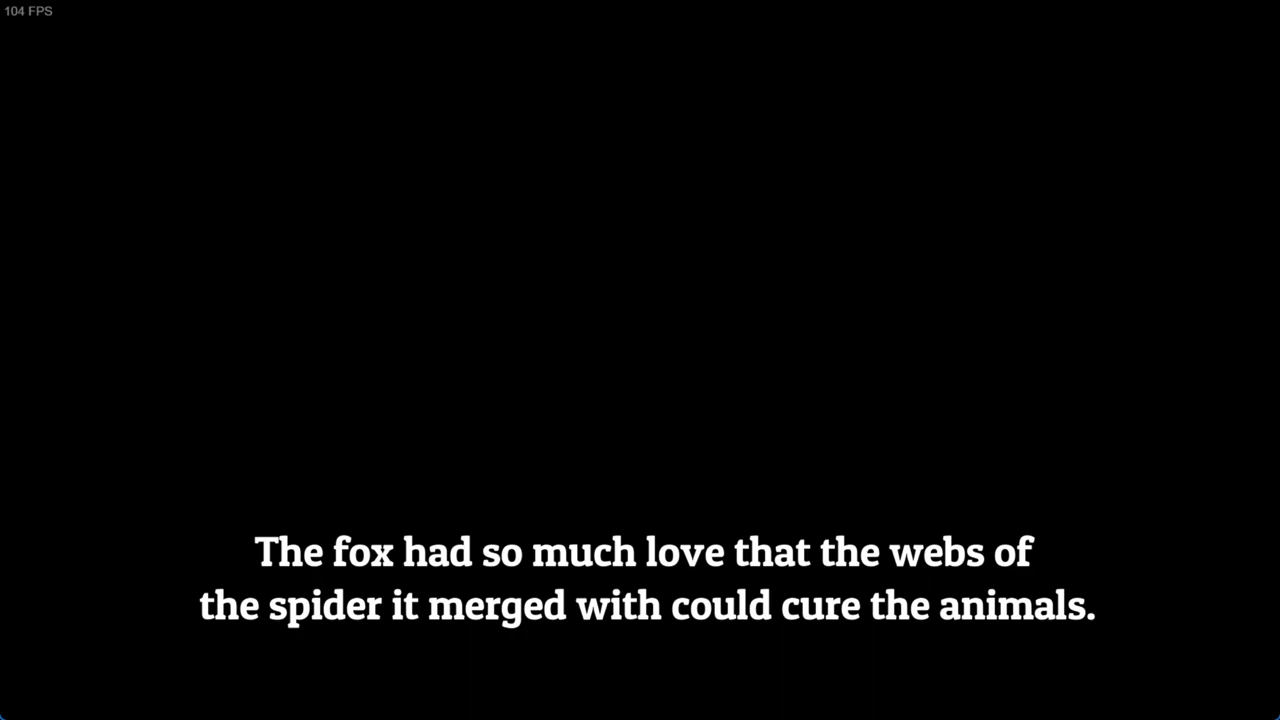 104 FPS
The fox had so much love that the webs of
the spider it merged with could cure the animals.